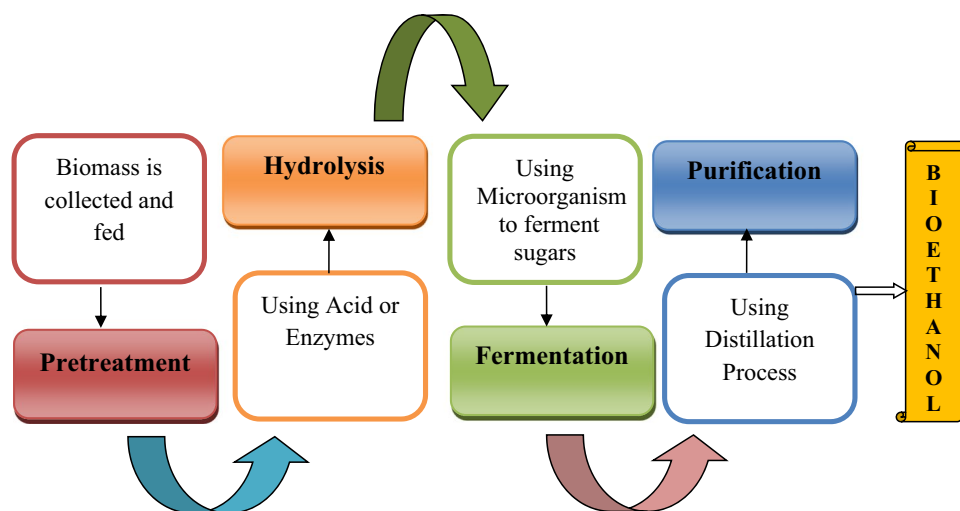 Biomass is
collected and
fed
Pretreatment
Hydrolysis
Using Acid or
Enzymes
Using
Microorganism
to ferment
sugars
Fermentation
Purification
Using
Distillation
Process
BIOETHANOL